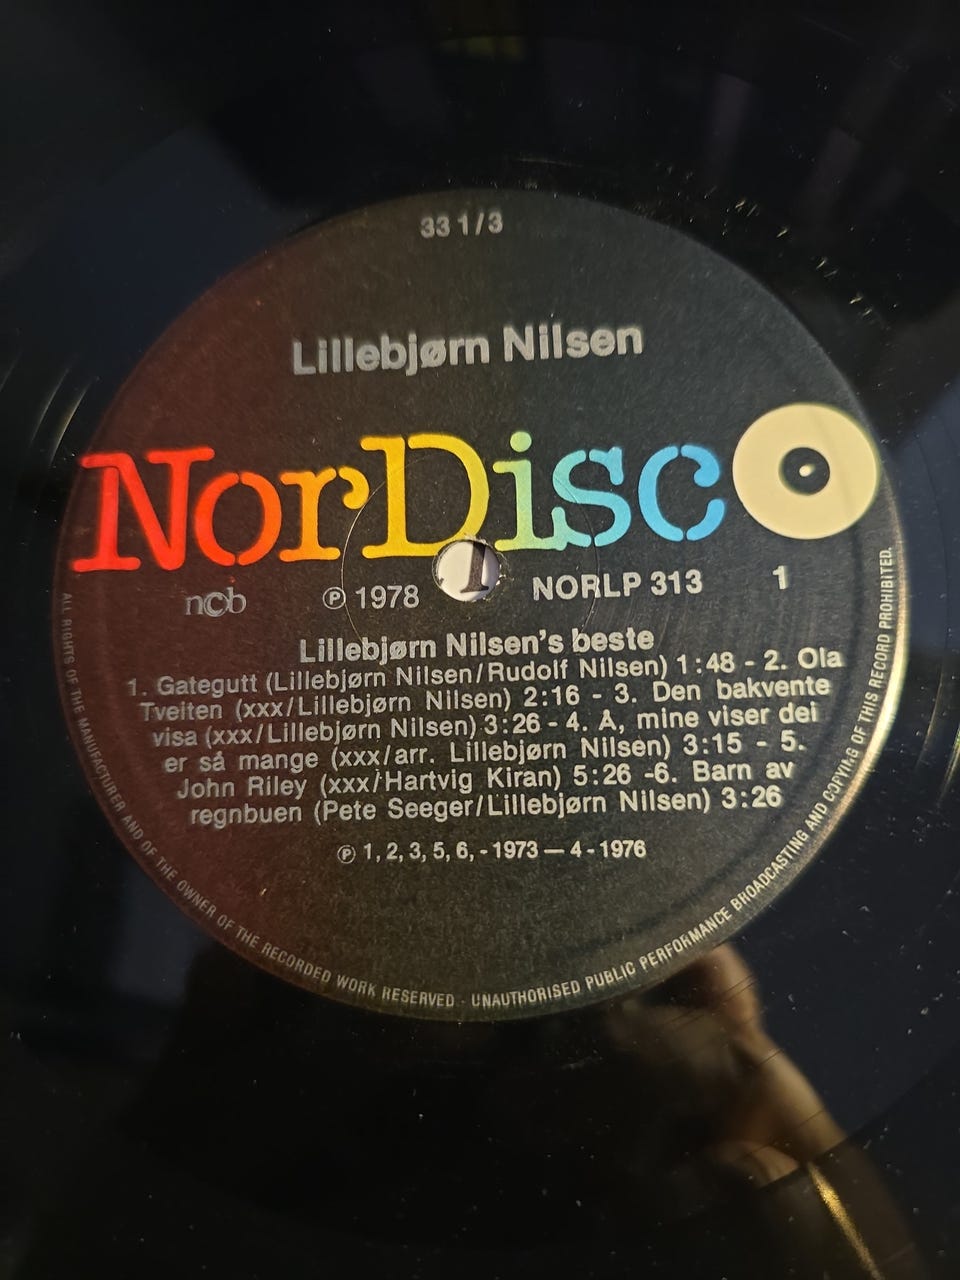 33 1/3
Lillebjørn Nilsen
NorDisco
ncb ℗ 1978 NORLP 313 1
Lillebjørn Nilsen's beste
1. Gategutt (Lillebjørn Nilsen/Rudolf Nilsen) 1:48 - 2. Ola
Tveiten (xxx/Lillebjørn Nilsen) 2:16 - 3. Den bakvente
visa (xxx/Lillebjørn Nilsen) 3:26 - 4. A, mine viser dei
er så mange (xxx/arr. Lillebjørn Nilsen) 3:15 - 5.
John Riley (xxx/Hartvig Kiran) 5:26 -6. Barn av
regnbuen (Pete Seeger/Lillebjørn Nilsen) 3:26
℗ 1, 2, 3, 5, 6, - 1973 — 4 - 1976
ALL RIGHTS OF THE MANUFACTURER AND OF THE OWNER OF THE RECORDED WORK RESERVED · UNAUTHORISED PUBLIC PERFORMANCE BROADCASTING AND COPYING OF THIS RECORD PROHIBITED.